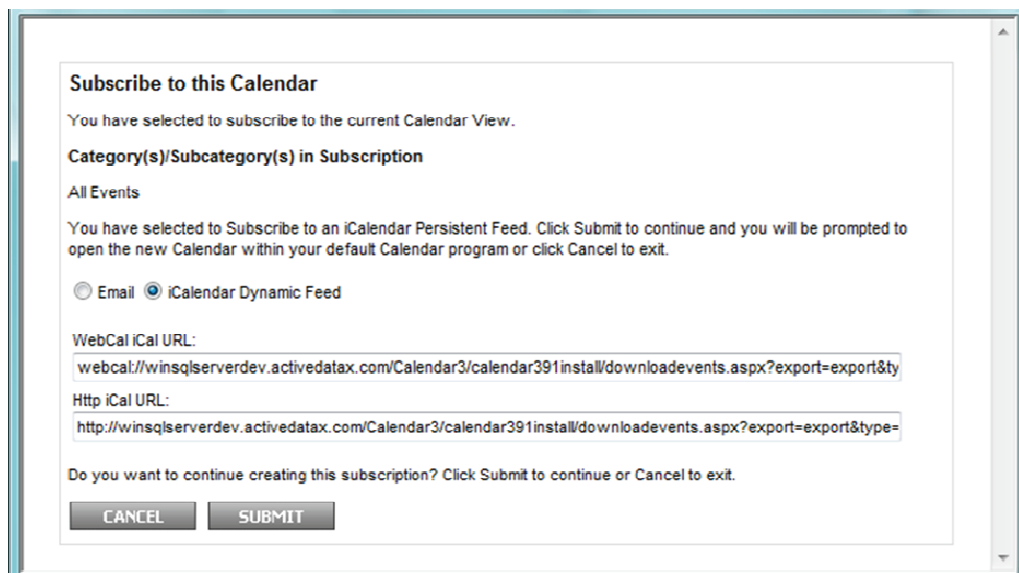 Subscribe to this Calendar
You have selected to subscribe to the current Calendar View.
Category(s)/Subcategory(s) in Subscription
All Events
You have selected to Subscribe to an iCalendar Persistent Feed. Click Submit to continue and you will be prompted to
open the new Calendar within your default Calendar program or click Cancel to exit.
Email iCalendar Dynamic Feed
WebCal iCal URL:
webcal://winsqlserverdev.activedatax.com/Calendar3/calendar391install/downloadevents.aspx?export=export&ty
Http iCal URL:
http://winsqlserverdev.activedatax.com/Calendar3/calendar391install/downloadevents.aspx?export=export&type=
Do you want to continue creating this subscription? Click Submit to continue or Cancel to exit.
CANCEL SUBMIT